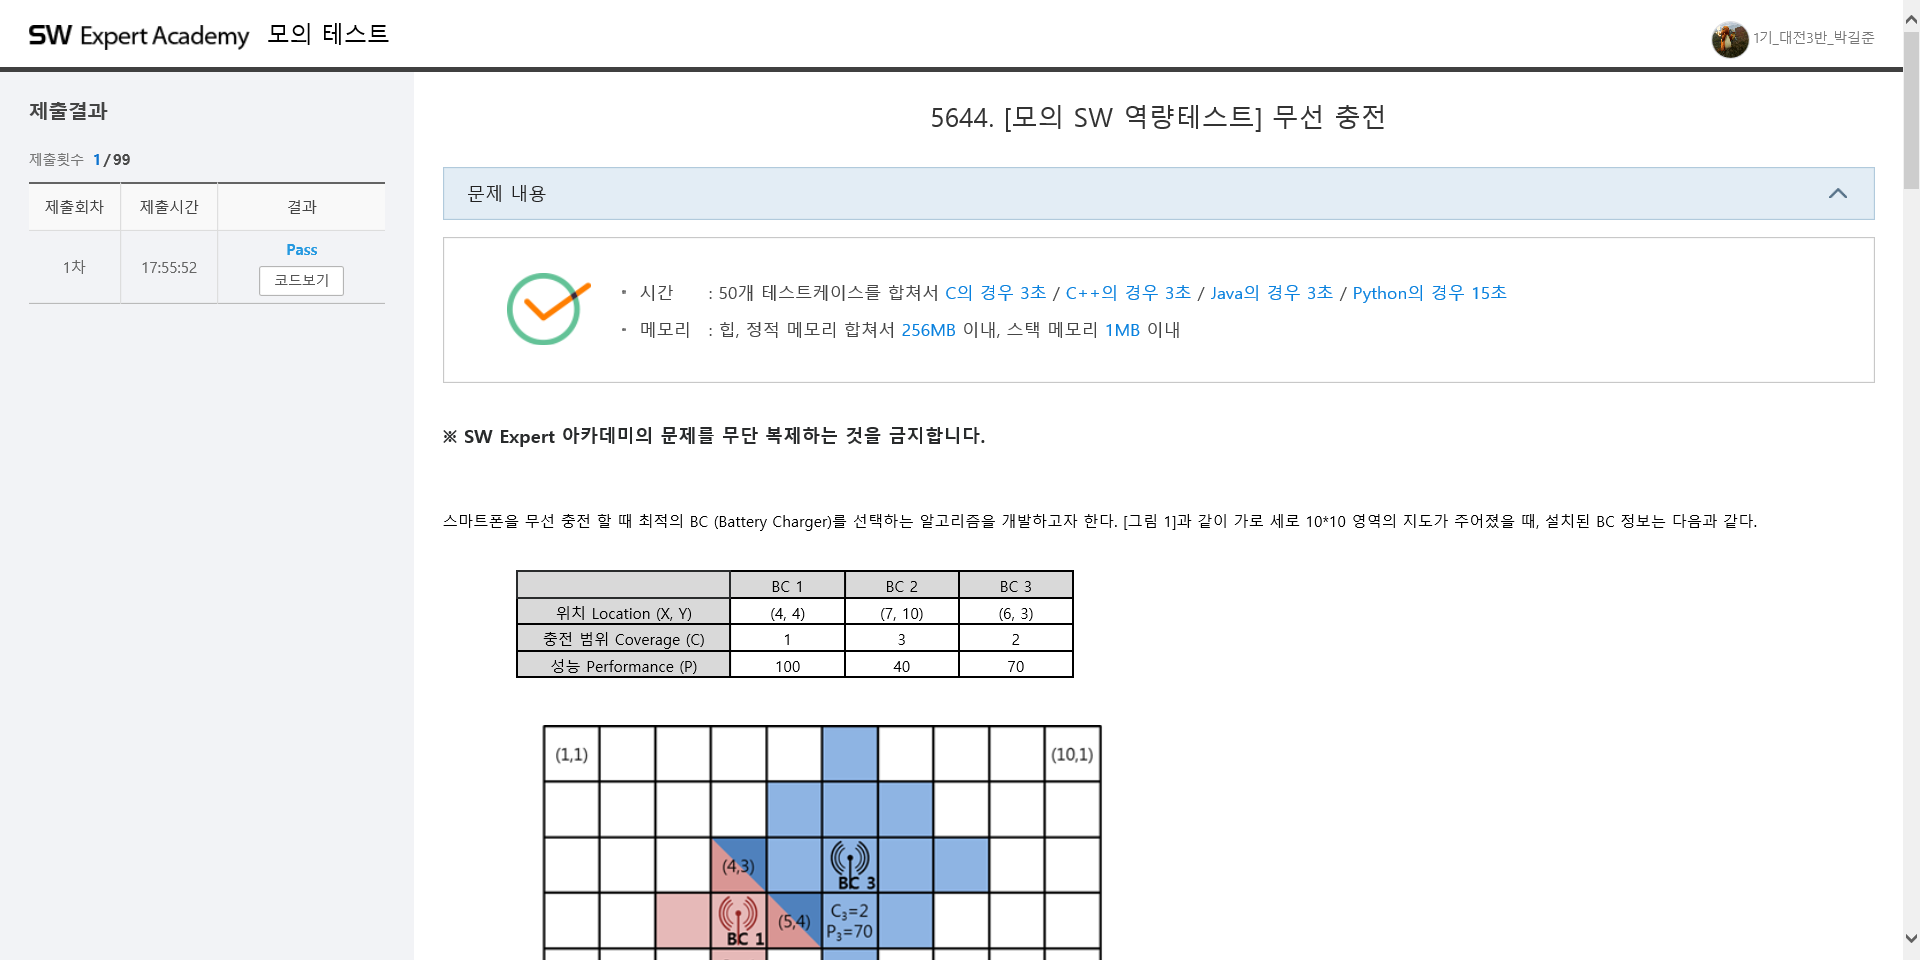 SW Expert Academy 모의 테스트
1기_대전3반_박길준
제출결과
제출횟수 1 / 99
제출회차 제출시간 결과
1차 17:55:52 Pass
코드보기
5644. [모의 SW 역량테스트] 무선 충전
문제 내용
· 시간 : 50개 테스트케이스를 합쳐서 C의 경우 3초 / C++의 경우 3초 / Java의 경우 3초 / Python의 경우 15초
· 메모리 : 힙, 정적 메모리 합쳐서 256MB 이내, 스택 메모리 1MB 이내
※ SW Expert 아카데미의 문제를 무단 복제하는 것을 금지합니다.
스마트폰을 무선 충전 할 때 최적의 BC (Battery Charger)를 선택하는 알고리즘을 개발하고자 한다. [그림 1]과 같이 가로 세로 10*10 영역의 지도가 주어졌을 때, 설치된 BC 정보는 다음과 같다.
BC 1 BC 2 BC 3
위치 Location (X, Y) (4, 4) (7, 10) (6, 3)
충전 범위 Coverage (C) 1 3 2
성능 Performance (P) 100 40 70
(1,1) (10,1)
(4,3) BC 3
BC 1 (5,4) C₃=2
P₃=70